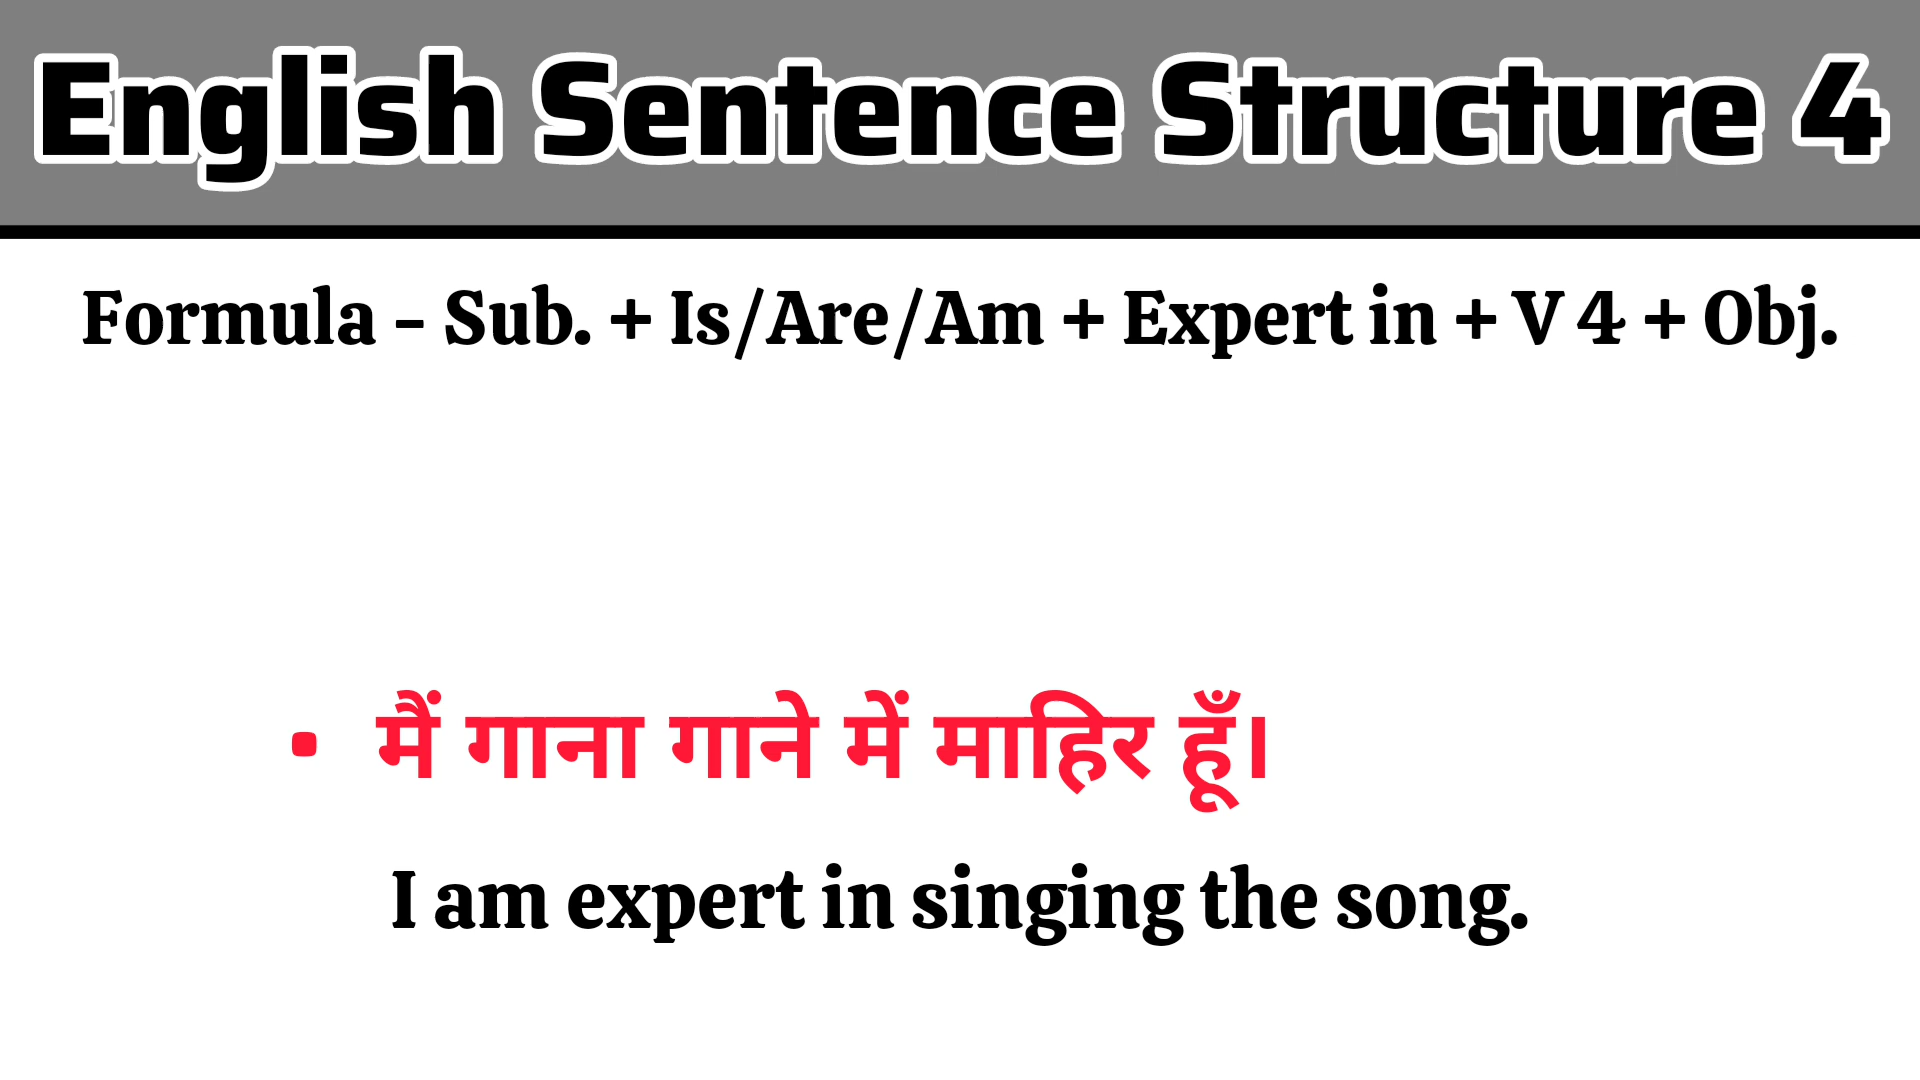 English Sentence Structure 4
Formula - Sub. + Is/Are/Am + Expert in + V 4 + Obj.
• मैं गाना गाने में माहिर हूँ।
I am expert in singing the song.